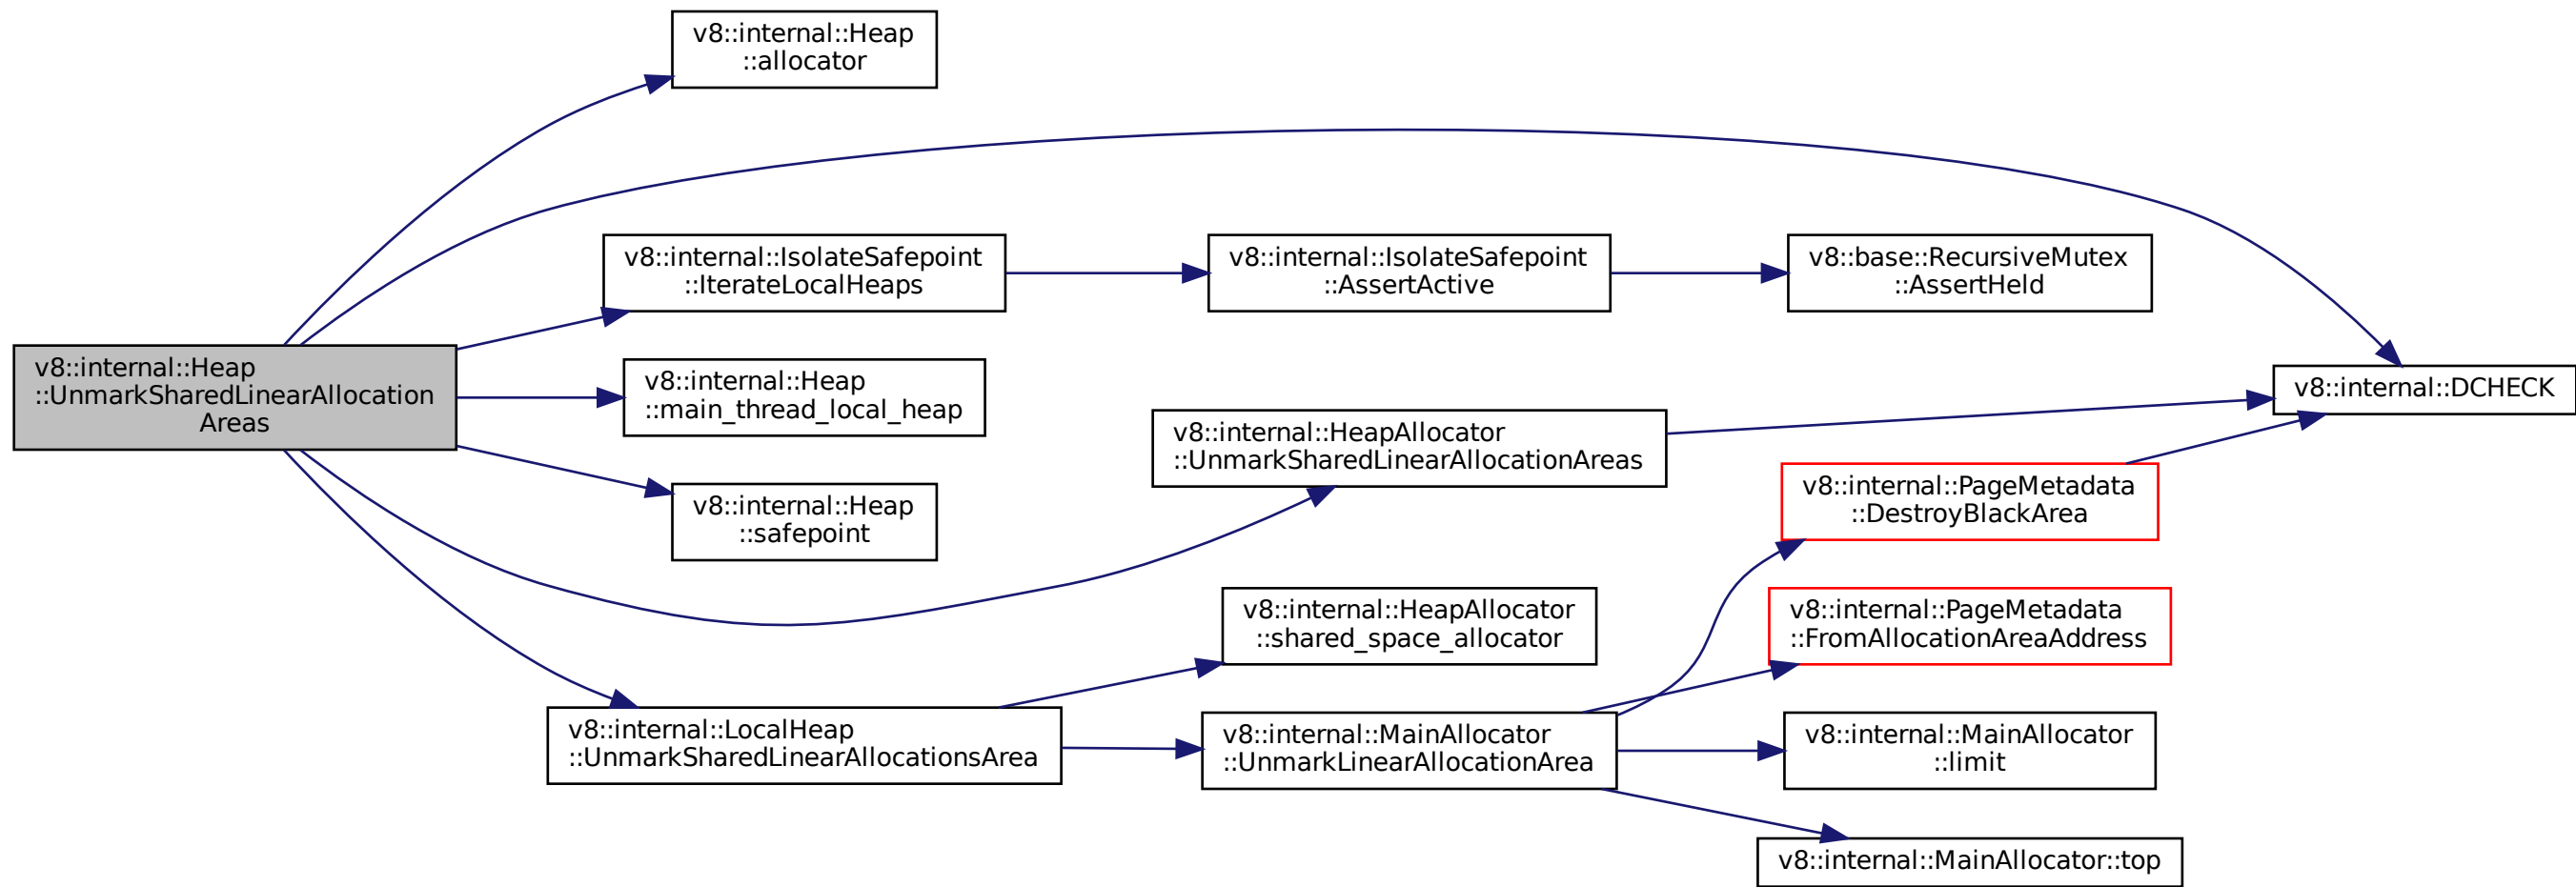 v8::internal::Heap
::allocator
v8::internal::IsolateSafepoint
::IterateLocalHeaps
v8::internal::IsolateSafepoint
::AssertActive
v8::base::RecursiveMutex
::AssertHeld
v8::internal::Heap
::UnmarkSharedLinearAllocation
Areas
v8::internal::Heap
::main_thread_local_heap
v8::internal::DCHECK
v8::internal::HeapAllocator
::UnmarkSharedLinearAllocationAreas
v8::internal::PageMetadata
::DestroyBlackArea
v8::internal::Heap
::safepoint
v8::internal::HeapAllocator
::shared_space_allocator
v8::internal::PageMetadata
::FromAllocationAreaAddress
v8::internal::LocalHeap
::UnmarkSharedLinearAllocationsArea
v8::internal::MainAllocator
::UnmarkLinearAllocationArea
v8::internal::MainAllocator
::limit
v8::internal::MainAllocator::top